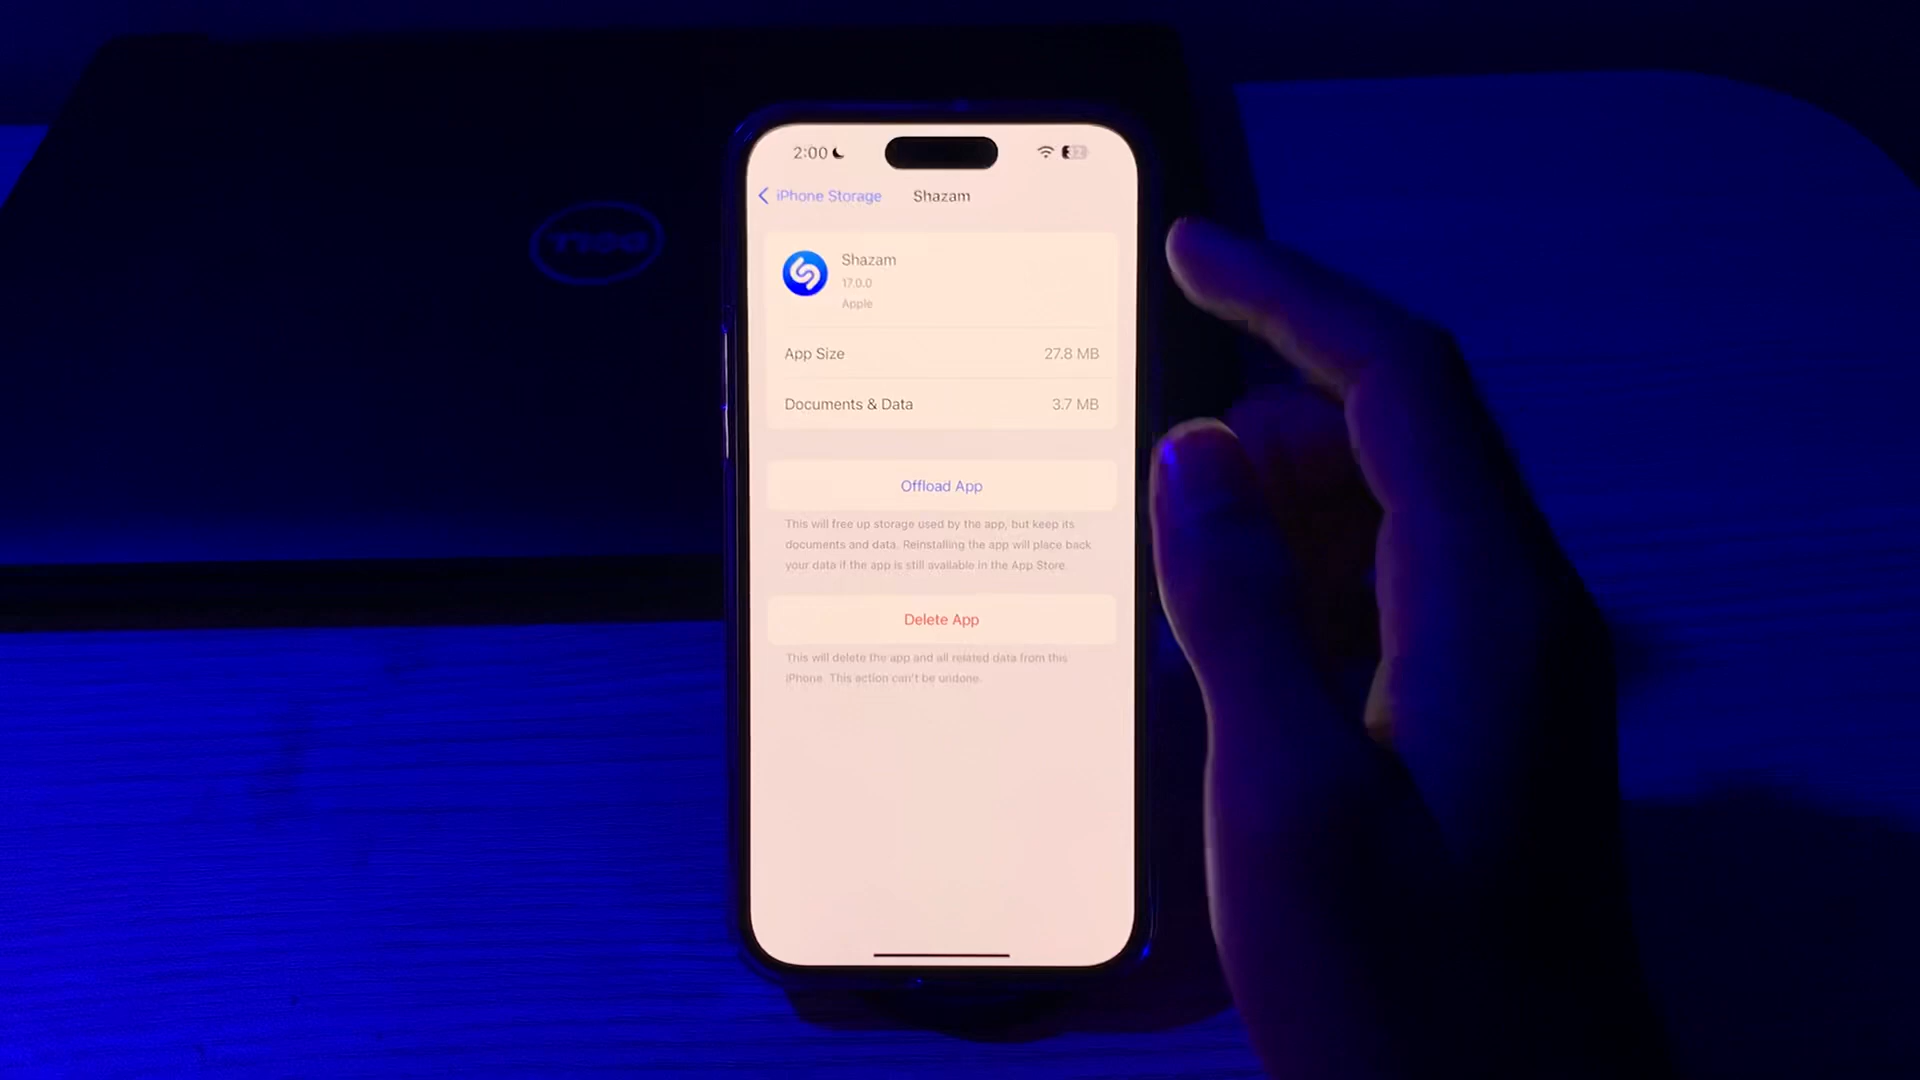 2:00
iPhone Storage
Shazam
Shazam
17.0.0
Apple
App Size
27.8 MB
Documents & Data
3.7 MB
Offload App
This will free up storage used by the app, but keep its
documents and data. Reinstalling the app will place back
your data if the app is still available in the App Store.
Delete App
This will delete the app and all related data from this
iPhone. This action can't be undone.
DELL